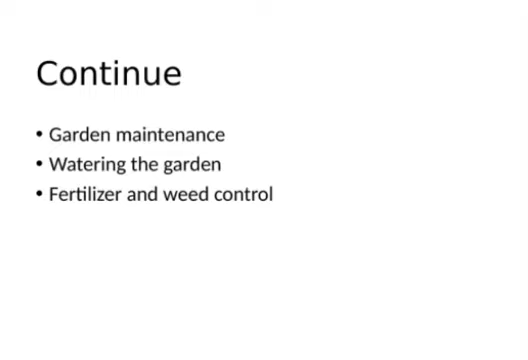 Continue
• Garden maintenance
• Watering the garden
• Fertilizer and weed control